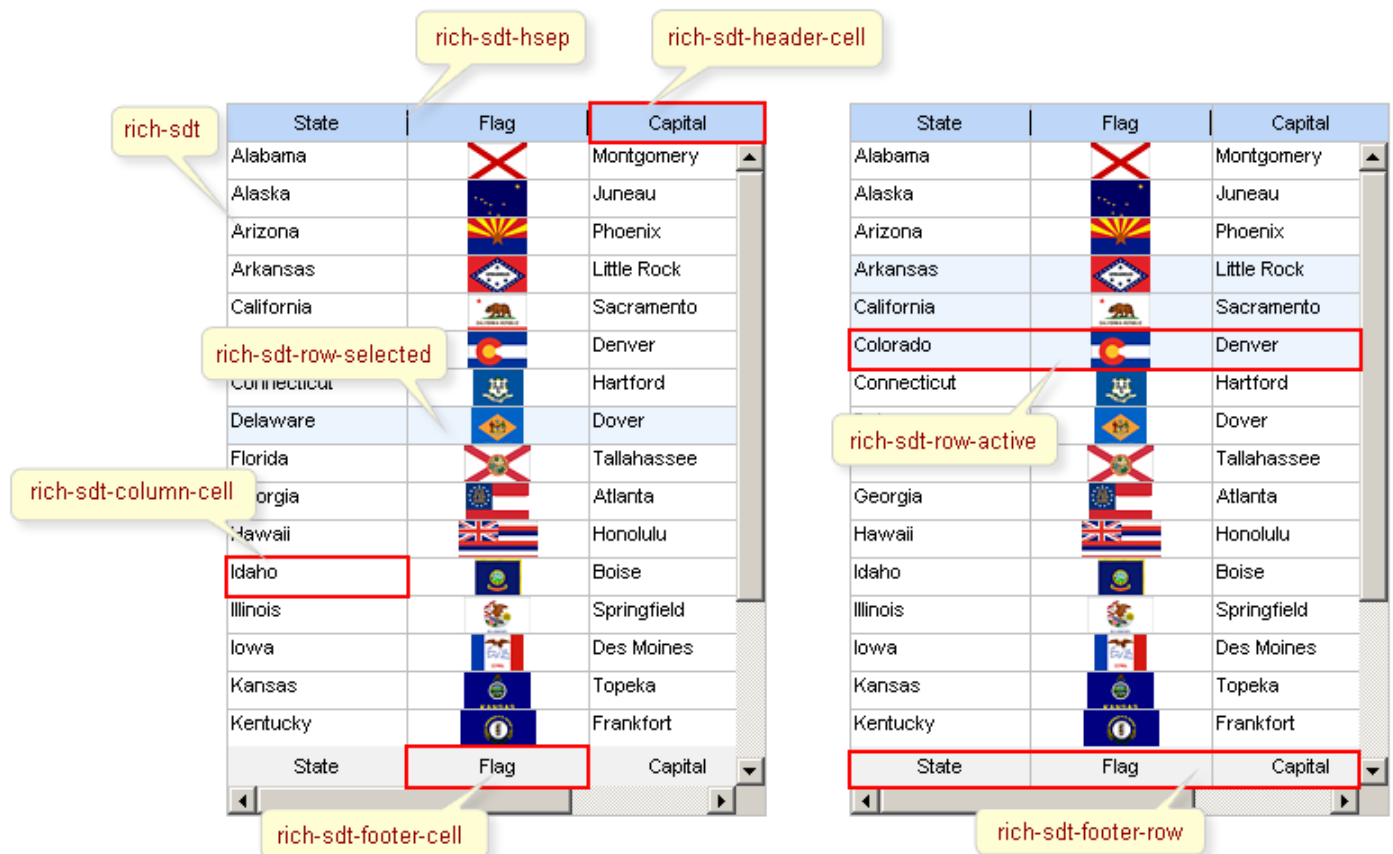 rich-sdt-hsep
rich-sdt-header-cell
rich-sdt
State Flag Capital
Alabama Montgomery
Alaska Juneau
Arizona Phoenix
Arkansas Little Rock
California Sacramento
rich-sdt-row-selected
Denver
Connecticut Hartford
Delaware Dover
Florida Tallahassee
rich-sdt-column-cell
orgia Atlanta
Hawaii Honolulu
Idaho Boise
Illinois Springfield
Iowa Des Moines
Kansas Topeka
Kentucky Frankfort
State Flag Capital
rich-sdt-footer-cell
State Flag Capital
Alabama Montgomery
Alaska Juneau
Arizona Phoenix
Arkansas Little Rock
California Sacramento
Colorado Denver
Connecticut Hartford
Dover
rich-sdt-row-active
Tallahassee
Georgia Atlanta
Hawaii Honolulu
Idaho Boise
Illinois Springfield
Iowa Des Moines
Kansas Topeka
Kentucky Frankfort
State Flag Capital
rich-sdt-footer-row